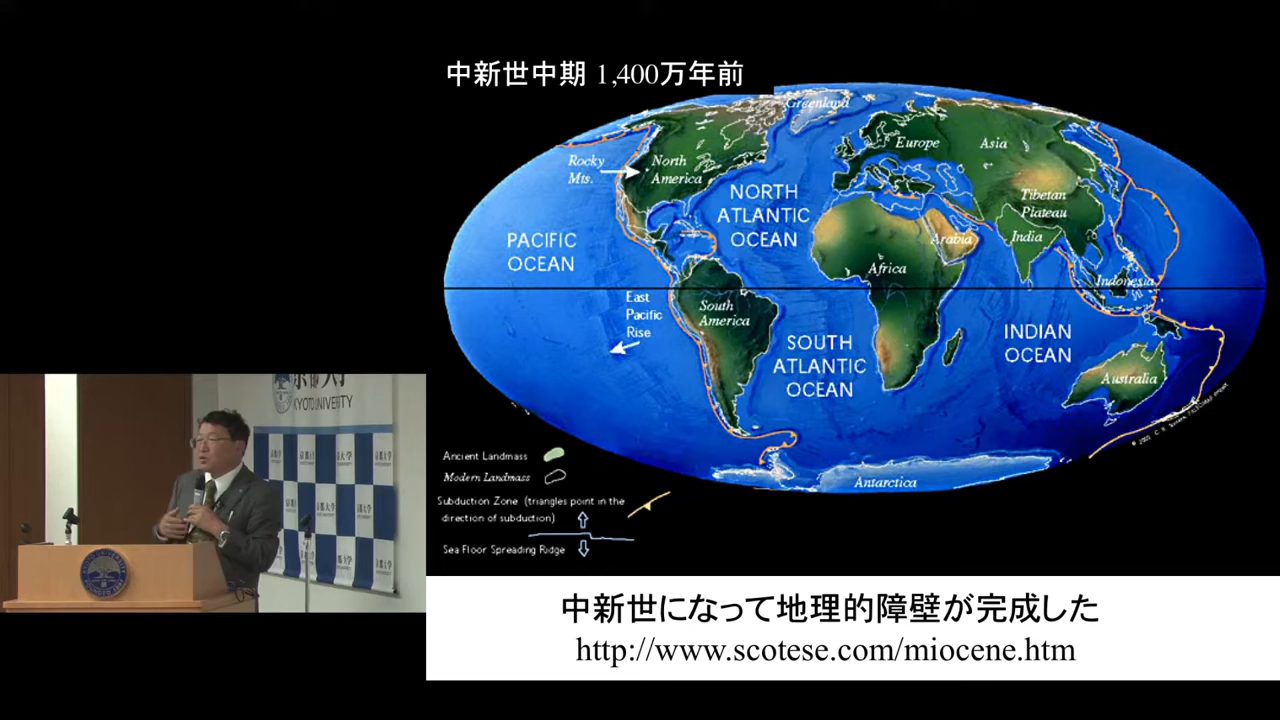 中新世中期 1,400万年前
Greenland
Rocky
Mts.
North
America
Europe
Asia
NORTH
ATLANTIC
OCEAN
Tibetan
Plateau
PACIFIC
OCEAN
Arabia
India
Africa
Indonesia
East
Pacific
Rise
South
America
SOUTH
ATLANTIC
OCEAN
INDIAN
OCEAN
Australia
Antarctica
Ancient Landmass
Modern Landmass
Subduction Zone (triangles point in the
direction of subduction)
Sea Floor Spreading Ridge
京都大学
KYOTO UNIVERSITY
中新世になって地理的障壁が完成した
http://www.scotese.com/miocene.htm